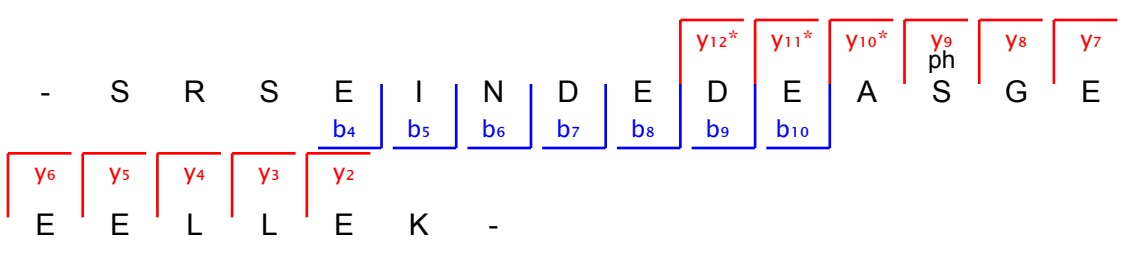 y12* y11* y10* y9 y8 y7
ph
- S R S E I N D E D E A S G E
b4 b5 b6 b7 b8 b9 b10
y6 y5 y4 y3 y2
E E L L E K -